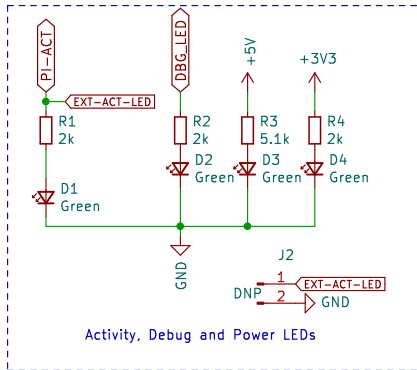 PI-ACT
DBG_LED
+5V
+3V3
EXT-ACT-LED
R1
2k
R2
2k
R3
5.1k
R4
2k
D1
Green
D2
Green
D3
Green
D4
Green
GND
J2
DNP
1
EXT-ACT-LED
2
GND
Activity, Debug and Power LEDs